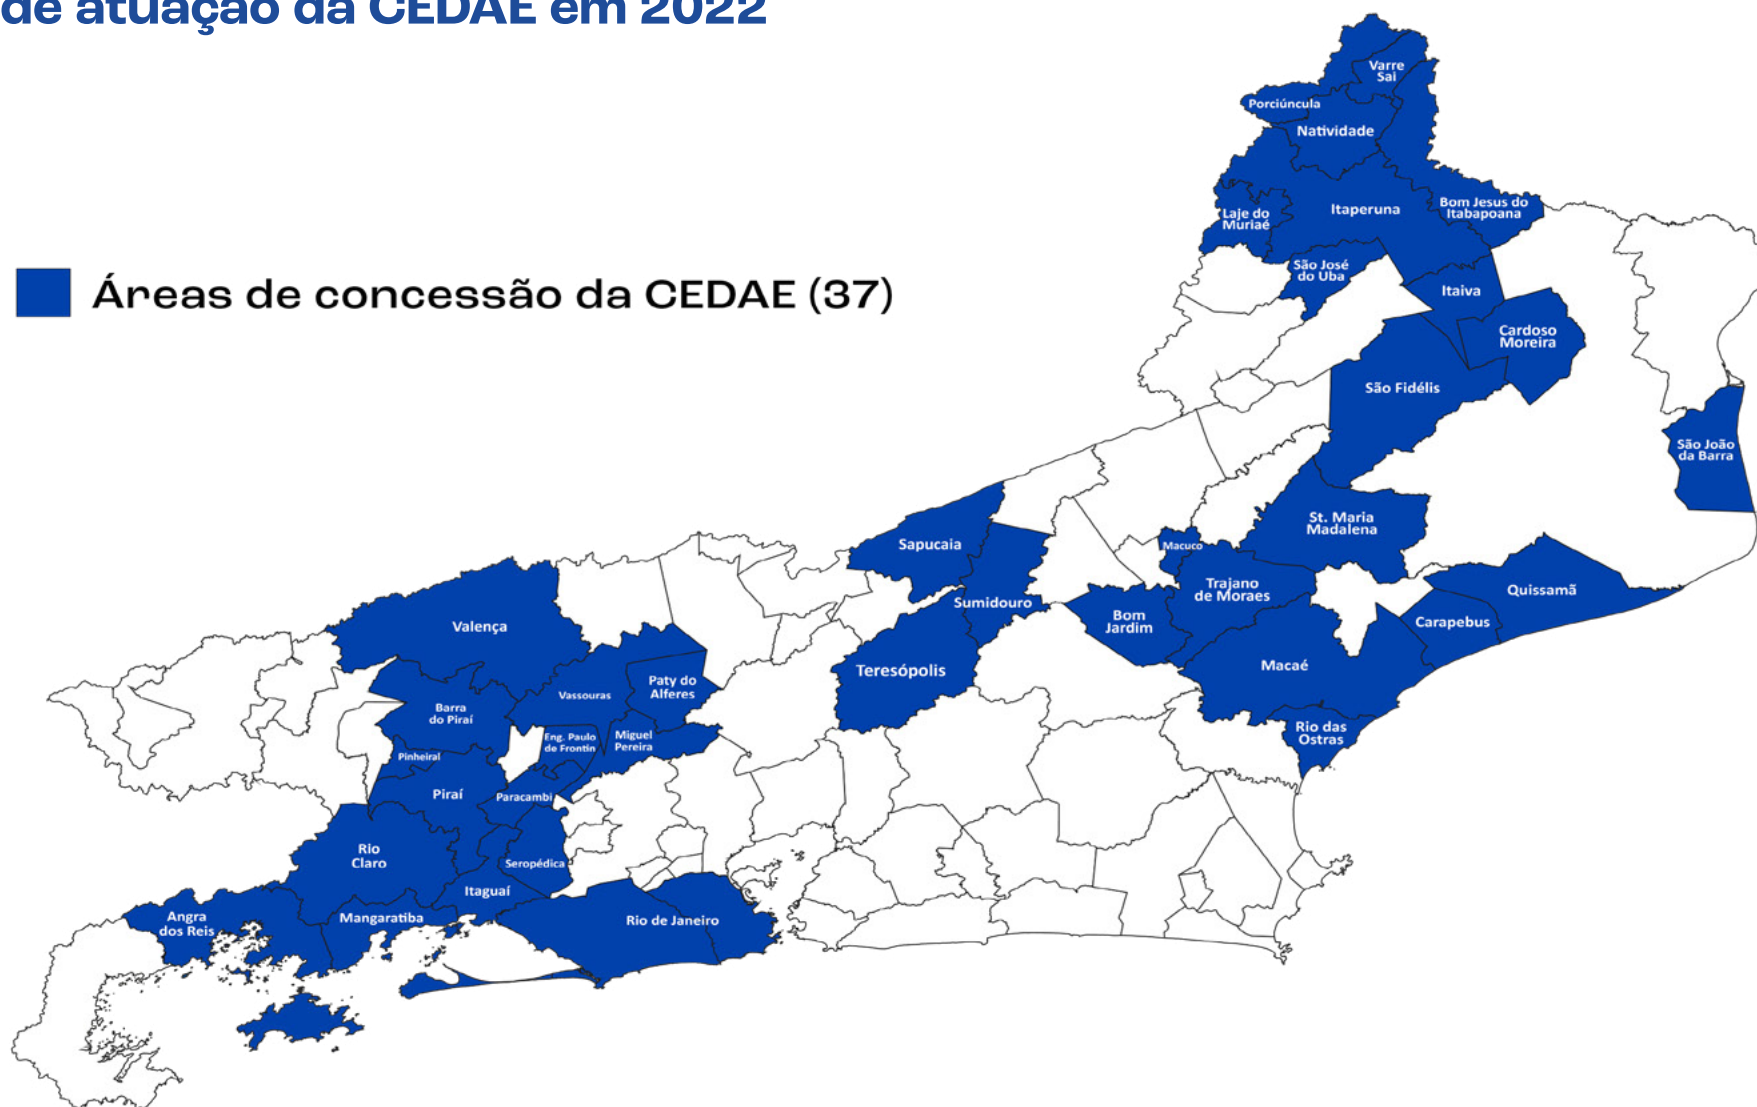 de atuação da CEDAE em 2022
Varre
Sai
Porciúncula
Natividade
Laje do
Muriaé
Itaperuna
Bom Jesus do
Itabapoana
São José
do Uba
Itaiva
Áreas de concessão da CEDAE (37)
Cardoso
Moreira
São Fidélis
São João
da Barra
St. Maria
Madalena
Sapucaia
Macuco
Trajano
de Moraes
Quissamã
Sumidouro
Bom
Jardim
Carapebus
Valença
Macaé
Teresópolis
Paty do
Alferes
Vassouras
Barra
do Piraí
Rio das
Ostras
Eng. Paulo
de Frontin
Miguel
Pereira
Pinheiral
Piraí
Paracambi
Rio
Claro
Seropédica
Itaguaí
Angra
dos Reis
Mangaratiba
Rio de Janeiro